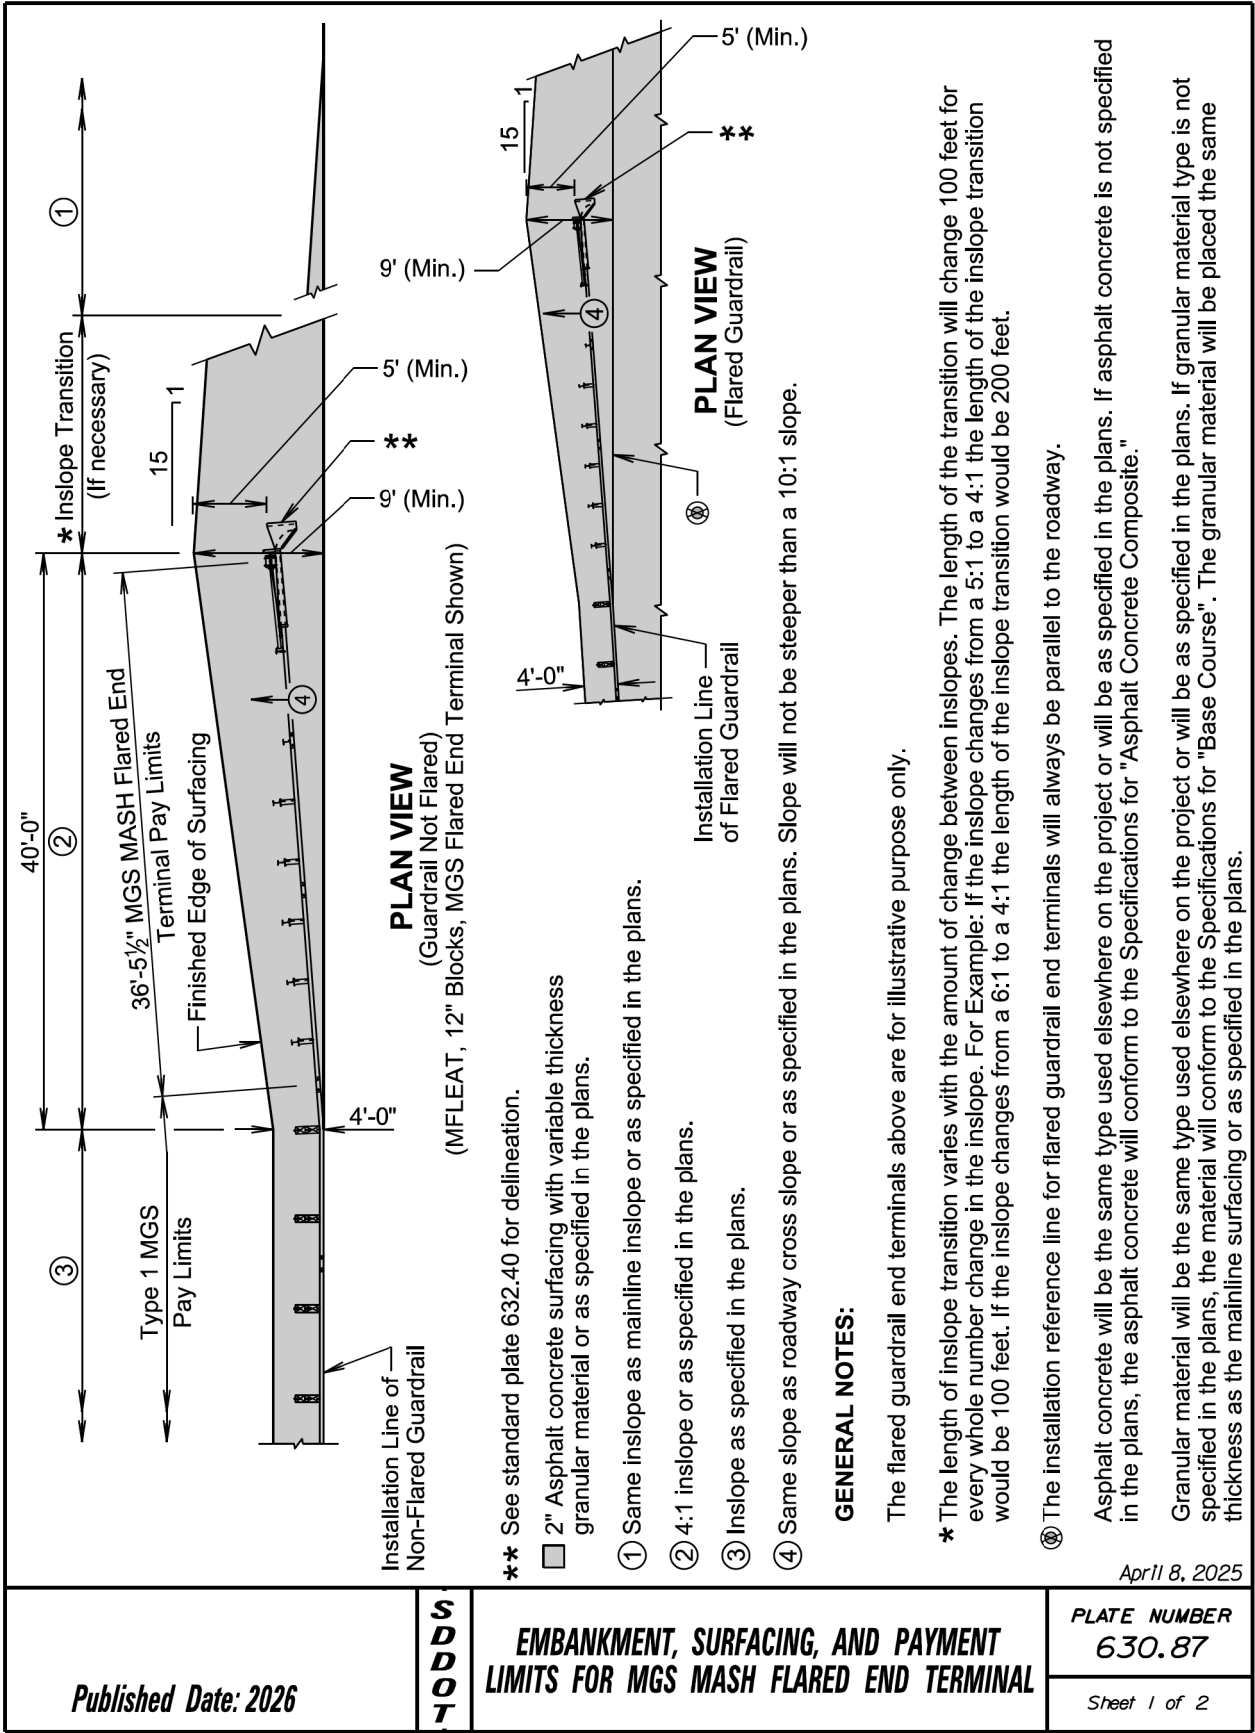 40'-0"
③
②
* Inslope Transition
(If necessary)
①
36'-5½" MGS MASH Flared End
Terminal Pay Limits
Type 1 MGS
Pay Limits
Finished Edge of Surfacing
15
1
4'-0"
5' (Min.)
**
9' (Min.)
④
Installation Line of
Non-Flared Guardrail
PLAN VIEW
(Guardrail Not Flared)
(MFLEAT, 12" Blocks, MGS Flared End Terminal Shown)
15
1
9' (Min.)
5' (Min.)
**
④
4'-0"
Installation Line
of Flared Guardrail
PLAN VIEW
(Flared Guardrail)
** See standard plate 632.40 for delineation.
2" Asphalt concrete surfacing with variable thickness
granular material or as specified in the plans.
① Same inslope as mainline inslope or as specified in the plans.
② 4:1 inslope or as specified in the plans.
③ Inslope as specified in the plans.
④ Same slope as roadway cross slope or as specified in the plans. Slope will not be steeper than a 10:1 slope.
GENERAL NOTES:
The flared guardrail end terminals above are for illustrative purpose only.
* The length of inslope transition varies with the amount of change between inslopes. The length of the transition will change 100 feet for
every whole number change in the inslope. For Example: If the inslope changes from a 5:1 to a 4:1 the length of the inslope transition
would be 100 feet. If the inslope changes from a 6:1 to a 4:1 the length of the inslope transition would be 200 feet.
The installation reference line for flared guardrail end terminals will always be parallel to the roadway.
Asphalt concrete will be the same type used elsewhere on the project or will be as specified in the plans. If asphalt concrete is not specified
in the plans, the asphalt concrete will conform to the Specifications for "Asphalt Concrete Composite."
Granular material will be the same type used elsewhere on the project or will be as specified in the plans. If granular material type is not
specified in the plans, the material will conform to the Specifications for "Base Course". The granular material will be placed the same
thickness as the mainline surfacing or as specified in the plans.
April 8, 2025
Published Date: 2026
SDDOT
EMBANKMENT, SURFACING, AND PAYMENT
LIMITS FOR MGS MASH FLARED END TERMINAL
PLATE NUMBER
630.87
Sheet 1 of 2